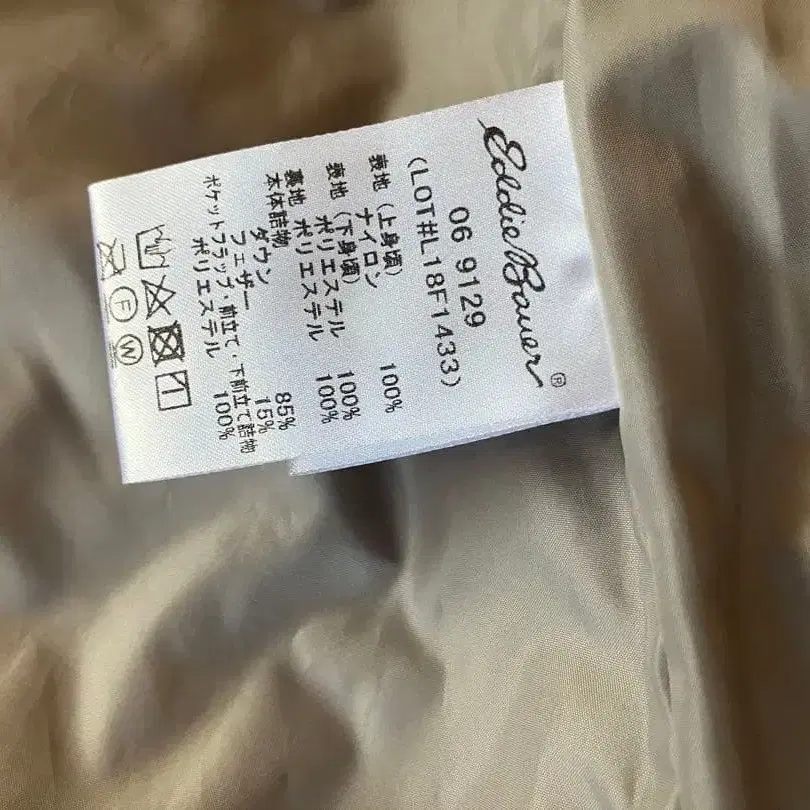 Eddie Bauer®
06 9129
(LOT#L18F1433)
表地(上身頃)
ナイロン 100%
表地(下身頃)
ポリエステル 100%
裏地 ポリエステル 100%
本体詰物
ダウン 85%
フェザー 15%
ポケットフラップ・前立て・下前立て詰物
ポリエステル 100%
F
W